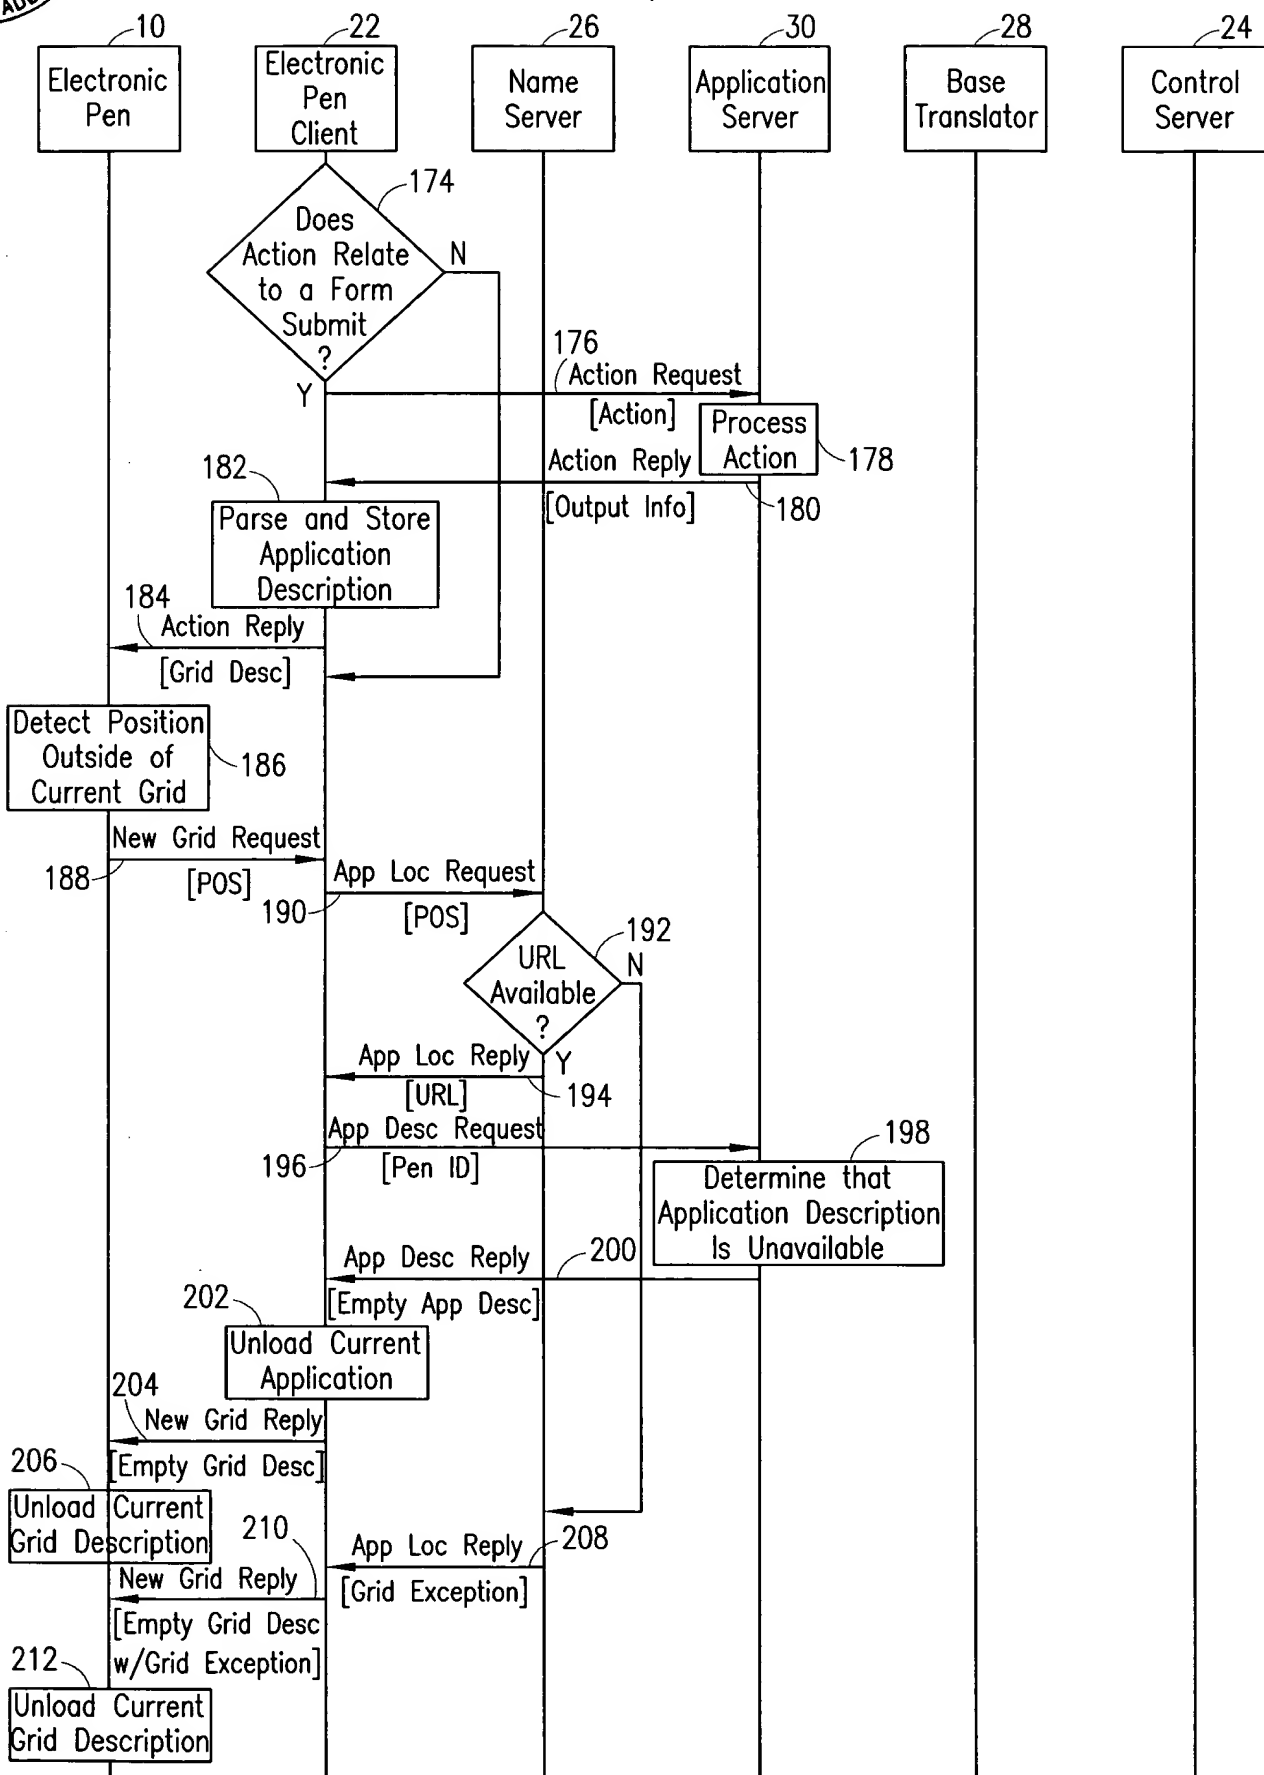 ADE
10
22
26
30
28
24
Electronic
Pen
Electronic
Pen
Client
Name
Server
Application
Server
Base
Translator
Control
Server
174
Does
Action Relate
to a Form
Submit
?
N
Y
176
Action Request
[Action]
Process
Action
178
Action Reply
[Output Info]
180
182
Parse and Store
Application
Description
184
Action Reply
[Grid Desc]
Detect Position
Outside of
Current Grid
186
New Grid Request
188
[POS]
App Loc Request
190
[POS]
192
URL
Available
?
N
Y
App Loc Reply
[URL]
194
App Desc Request
196
[Pen ID]
198
Determine that
Application Description
Is Unavailable
App Desc Reply
200
[Empty App Desc]
202
Unload Current
Application
204
New Grid Reply
[Empty Grid Desc]
206
Unload Current
Grid Description
App Loc Reply
208
[Grid Exception]
210
New Grid Reply
[Empty Grid Desc
w/Grid Exception]
212
Unload Current
Grid Description